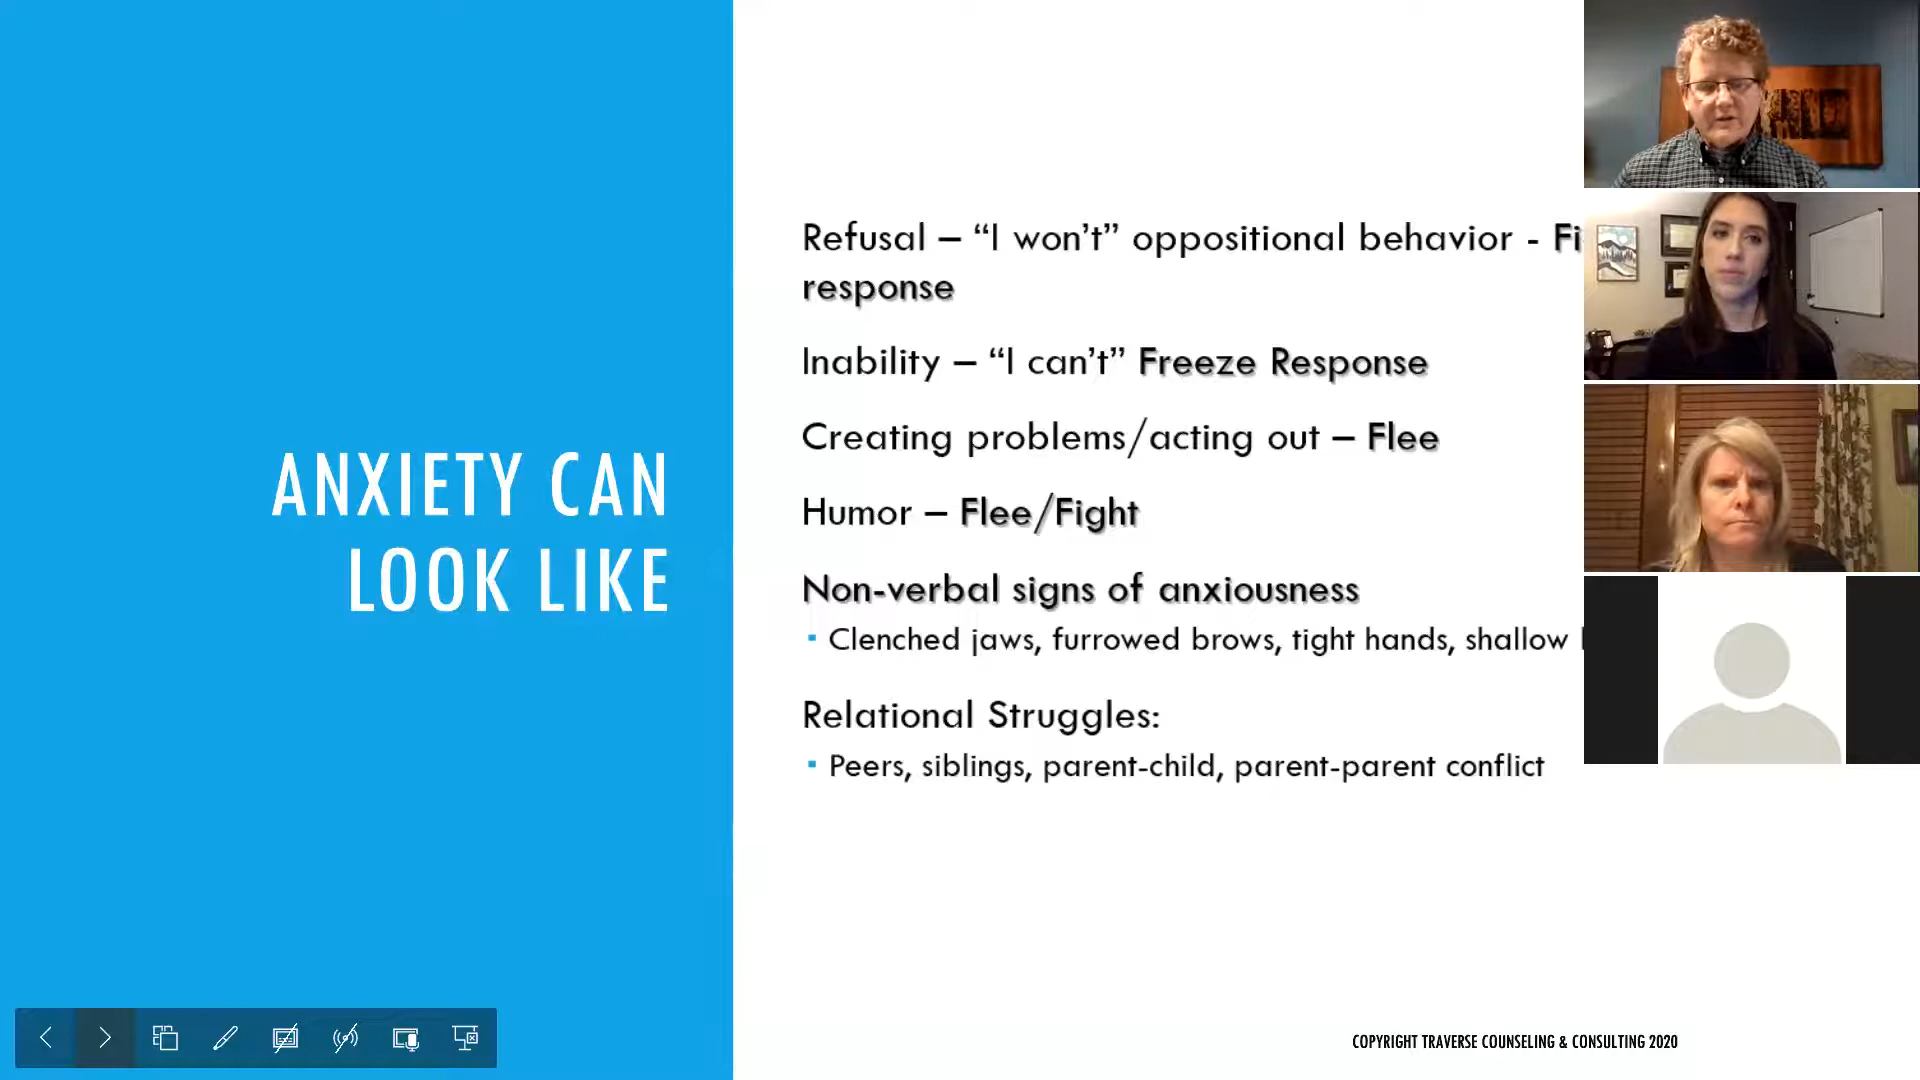 ANXIETY CAN
LOOK LIKE
Refusal – “I won’t” oppositional behavior -
response
Inability – “I can’t” Freeze Response
Creating problems/acting out – Flee
Humor – Flee/Fight
Non-verbal signs of anxiousness
▪ Clenched jaws, furrowed brows, tight hands, shallow
Relational Struggles:
▪ Peers, siblings, parent-child, parent-parent conflict
COPYRIGHT TRAVERSE COUNSELING & CONSULTING 2020